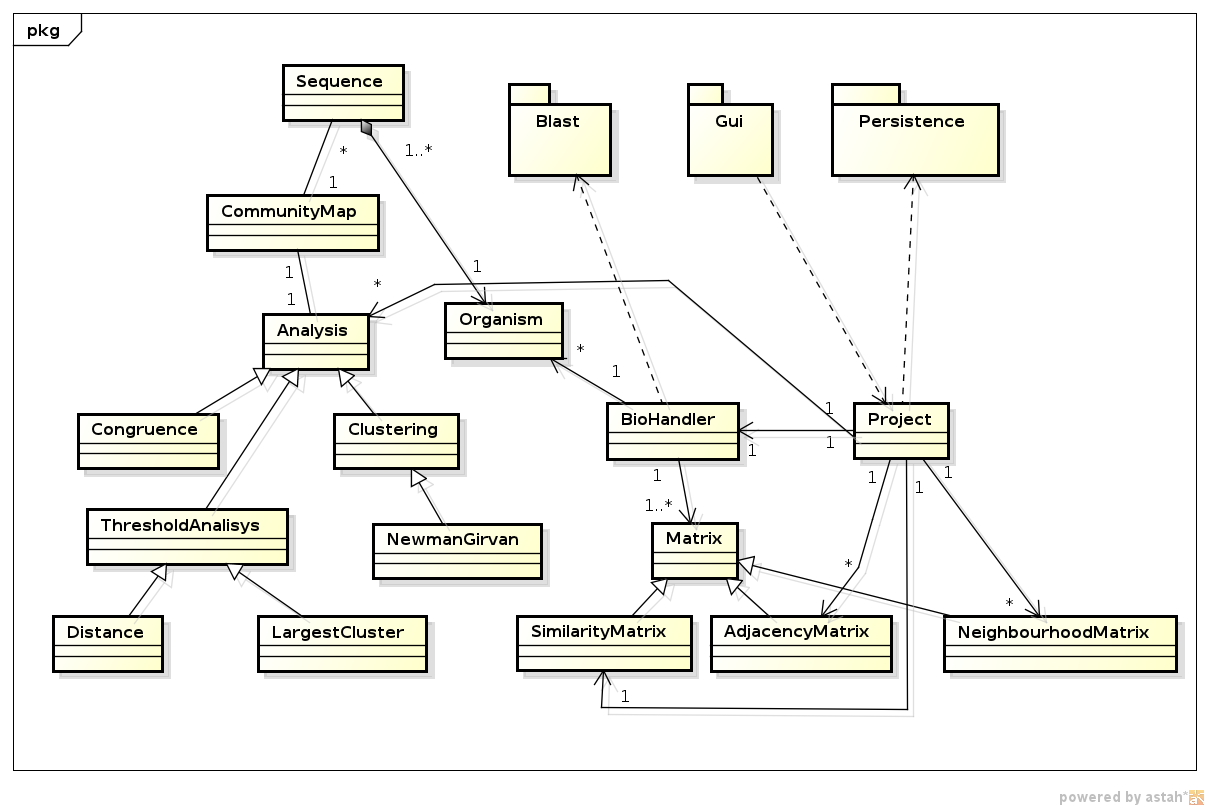 pkg
Sequence
Blast
Gui
Persistence
*
1..*
1
CommunityMap
1
1
*
1
Analysis
Organism
*
1
1
Congruence
Clustering
BioHandler
Project
1
1
1
1
1
1
1..*
ThresholdAnalisys
NewmanGirvan
Matrix
*
*
Distance
LargestCluster
SimilarityMatrix
AdjacencyMatrix
NeighbourhoodMatrix
1
powered by astah*